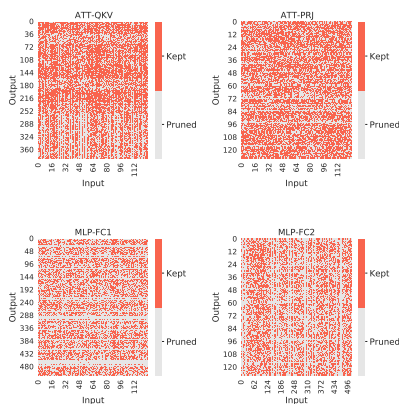 ATT-QKV
Output
0
36
72
108
144
180
216
252
288
324
360
0 16 32 48 64 80 96 112
Input
Kept
Pruned
ATT-PRJ
Output
0
12
24
36
48
60
72
84
96
108
120
0 16 32 48 64 80 96 112
Input
Kept
Pruned
MLP-FC1
Output
0
48
96
144
192
240
288
336
384
432
480
0 16 32 48 64 80 96 112
Input
Kept
Pruned
MLP-FC2
Output
0
12
24
36
48
60
72
84
96
108
120
0 62 124 186 248 310 372 434 496
Input
Kept
Pruned